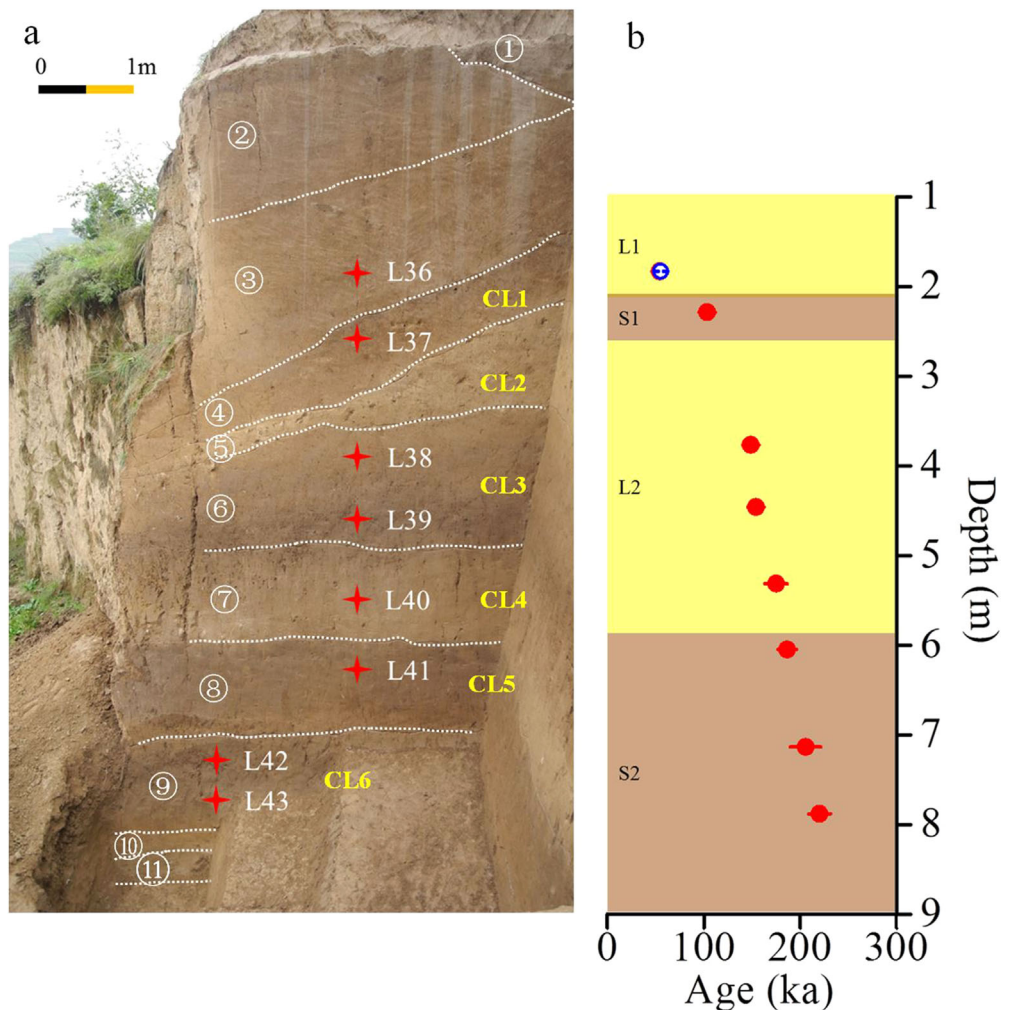 a
0 1m
①
②
③
L36
CL1
L37
④
CL2
⑤
L38
CL3
⑥
L39
⑦
L40
CL4
L41
⑧
CL5
L42
⑨
CL6
L43
⑩
⑪
b
L1
S1
L2
S2
1
2
3
4
5
6
7
8
9
Depth (m)
0 100 200 300
Age (ka)